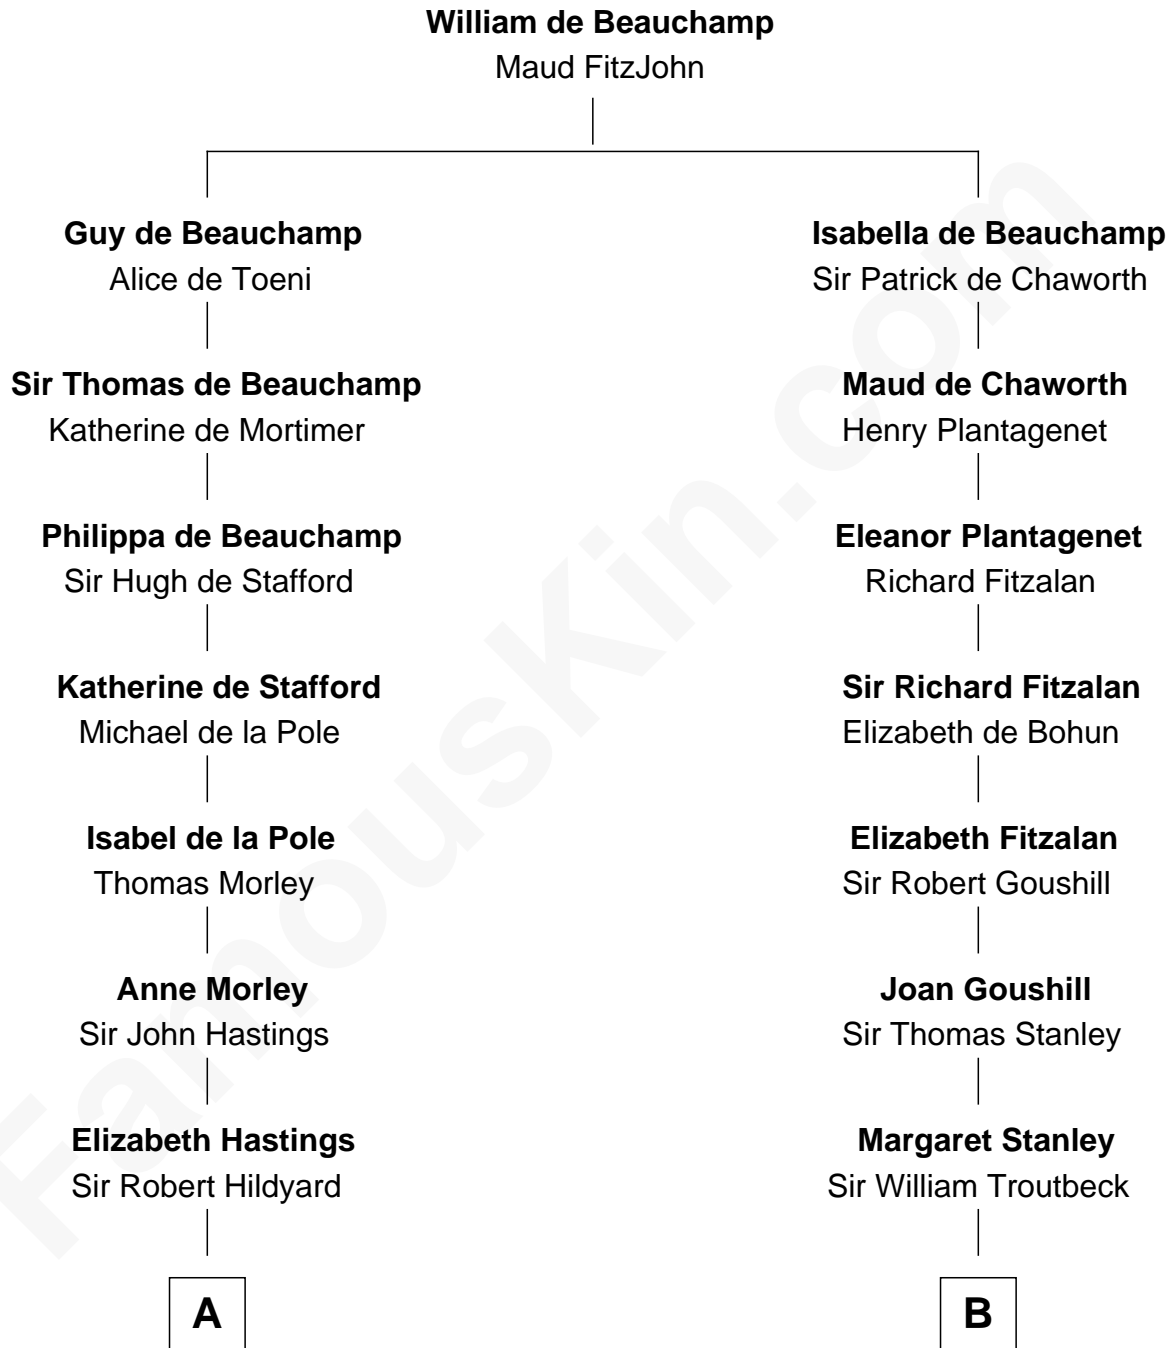 William de Beauchamp
Maud FitzJohn
Guy de Beauchamp
Alice de Toeni
Sir Thomas de Beauchamp
Katherine de Mortimer
Philippa de Beauchamp
Sir Hugh de Stafford
Katherine de Stafford
Michael de la Pole
Isabel de la Pole
Thomas Morley
Anne Morley
Sir John Hastings
Elizabeth Hastings
Sir Robert Hildyard
A
Isabella de Beauchamp
Sir Patrick de Chaworth
Maud de Chaworth
Henry Plantagenet
Eleanor Plantagenet
Richard Fitzalan
Sir Richard Fitzalan
Elizabeth de Bohun
Elizabeth Fitzalan
Sir Robert Goushill
Joan Goushill
Sir Thomas Stanley
Margaret Stanley
Sir William Troutbeck
B
FamousKin.com